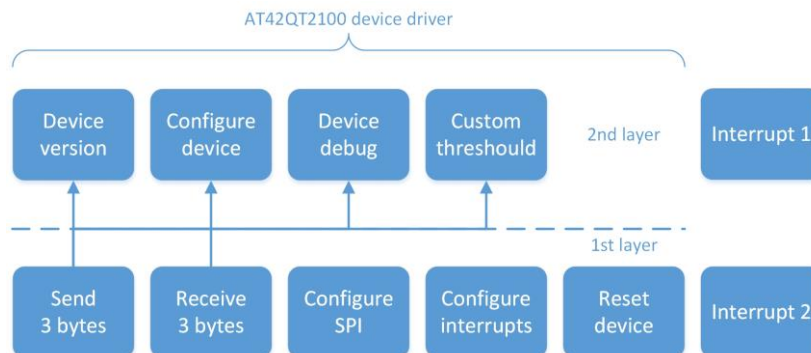 AT42QT2100 device driver
Device
version
Configure
device
Device
debug
Custom
threshould
2nd layer
Interrupt 1
1st layer
Send
3 bytes
Receive
3 bytes
Configure
SPI
Configure
interrupts
Reset
device
Interrupt 2